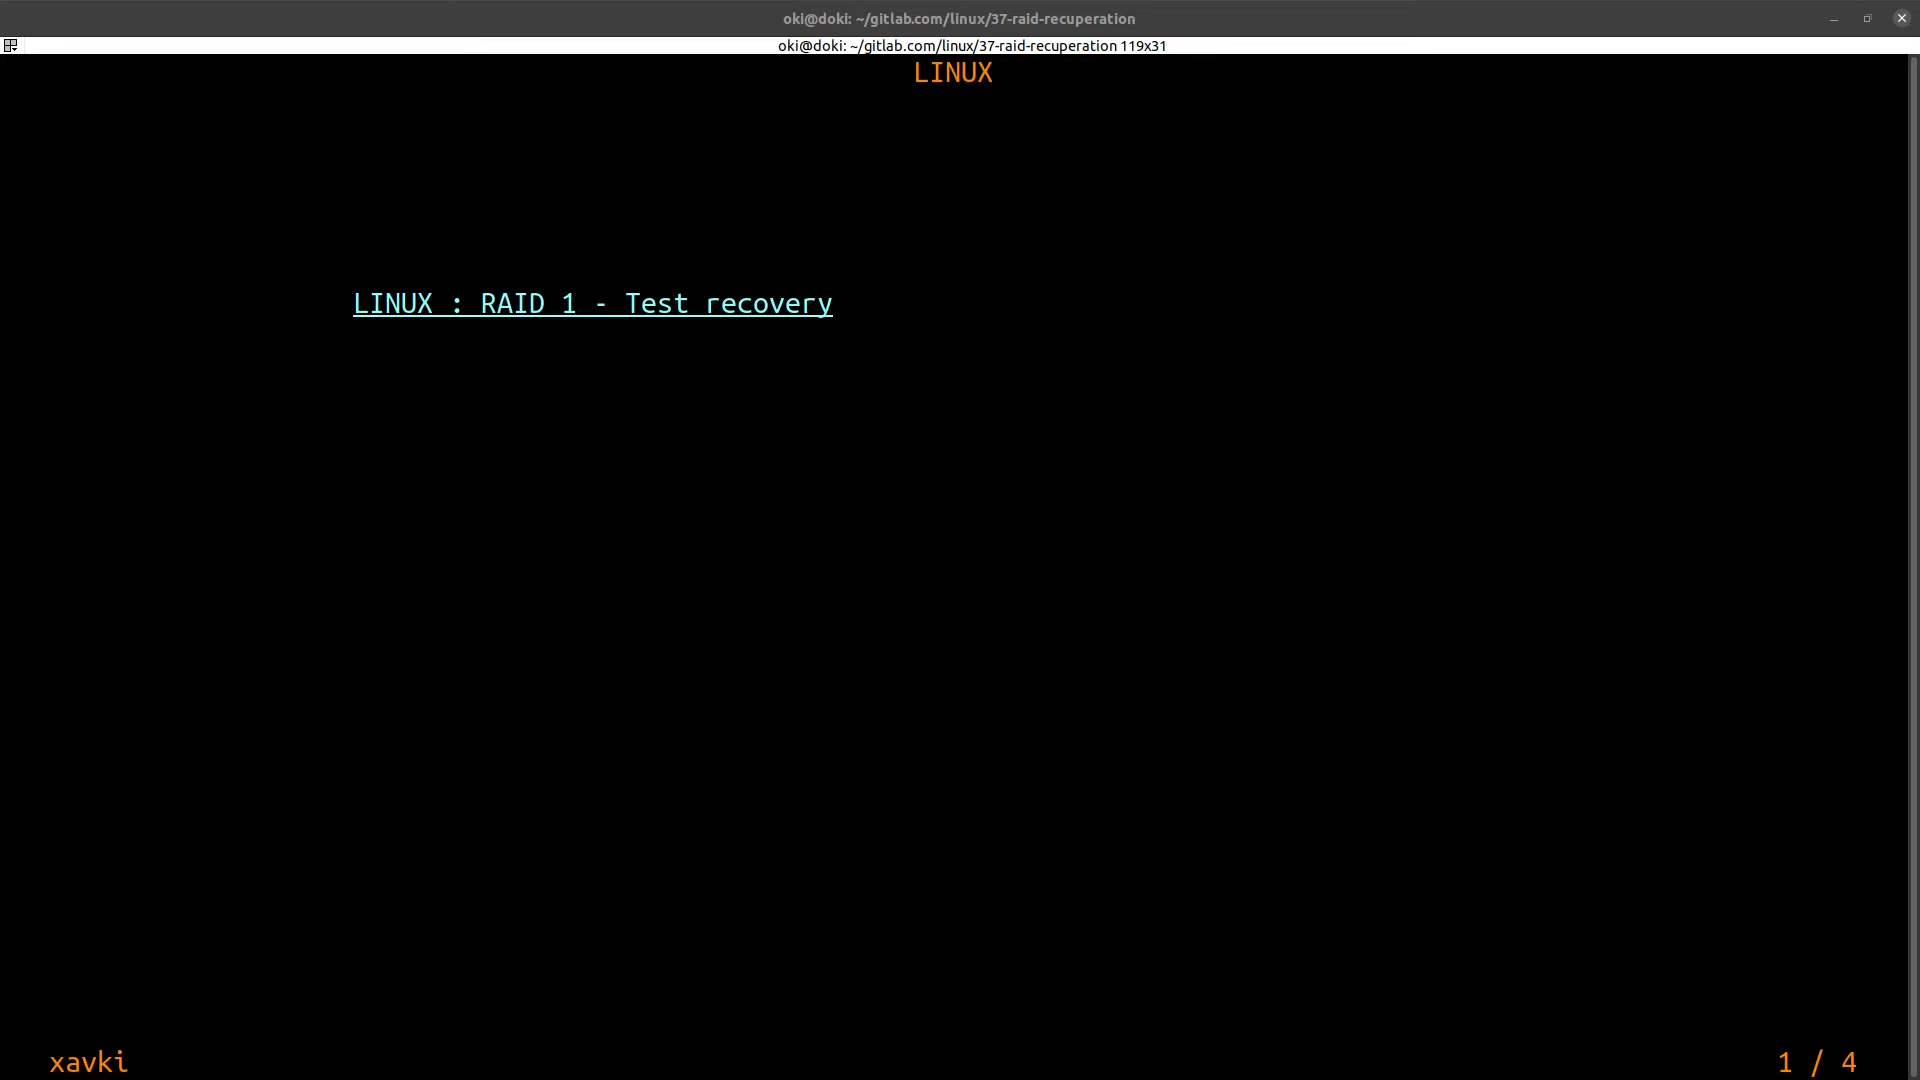 oki@doki: ~/gitlab.com/linux/37-raid-recuperation
oki@doki: ~/gitlab.com/linux/37-raid-recuperation 119x31
LINUX
LINUX : RAID 1 - Test recovery
xavki
1 / 4